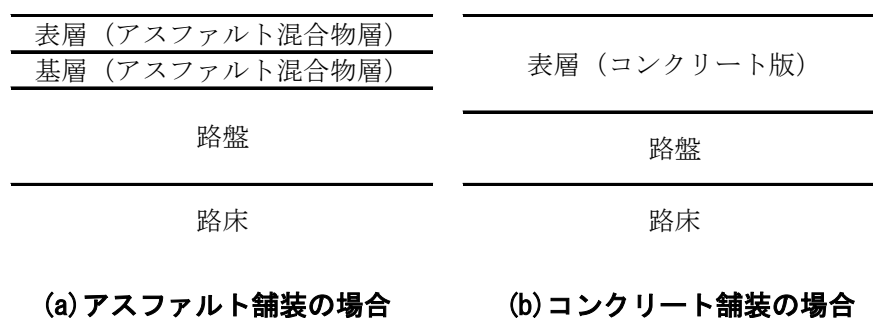 表層（アスファルト混合物層）
基層（アスファルト混合物層）
路盤
路床
(a)アスファルト舗装の場合
表層（コンクリート版）
路盤
路床
(b)コンクリート舗装の場合